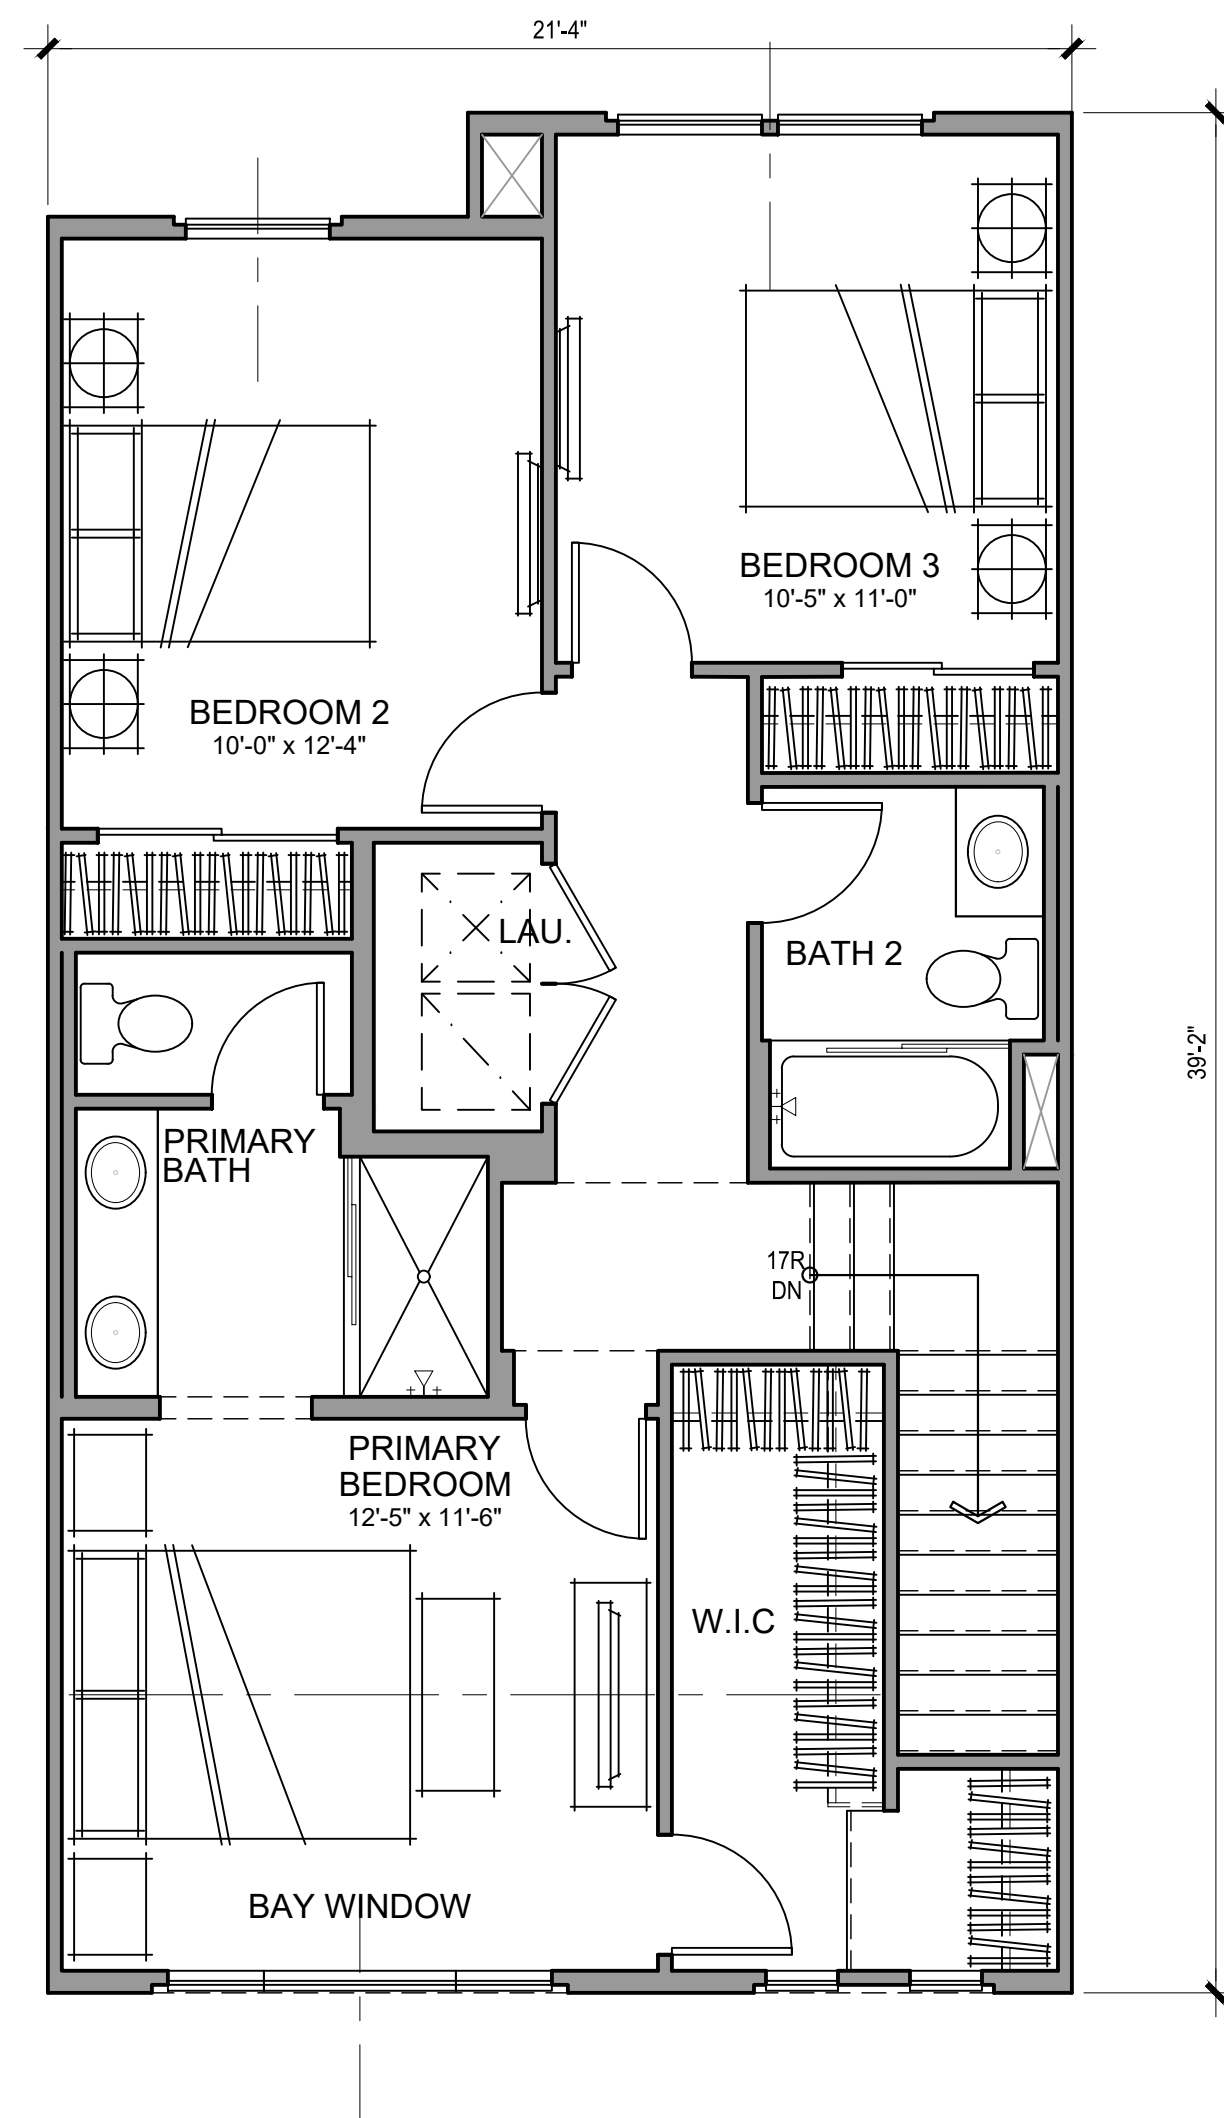 21'-4"
BEDROOM 3
10'-5" x 11'-0"
BEDROOM 2
10'-0" x 12'-4"
LAU.
BATH 2
39'-2"
PRIMARY
BATH
17R
DN
PRIMARY
BEDROOM
12'-5" x 11'-6"
W.I.C
BAY WINDOW